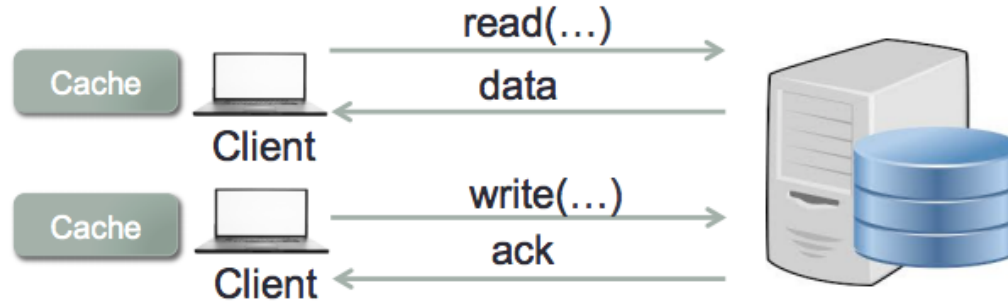 read(…)
Cache
data
Client
write(…)
Cache
ack
Client